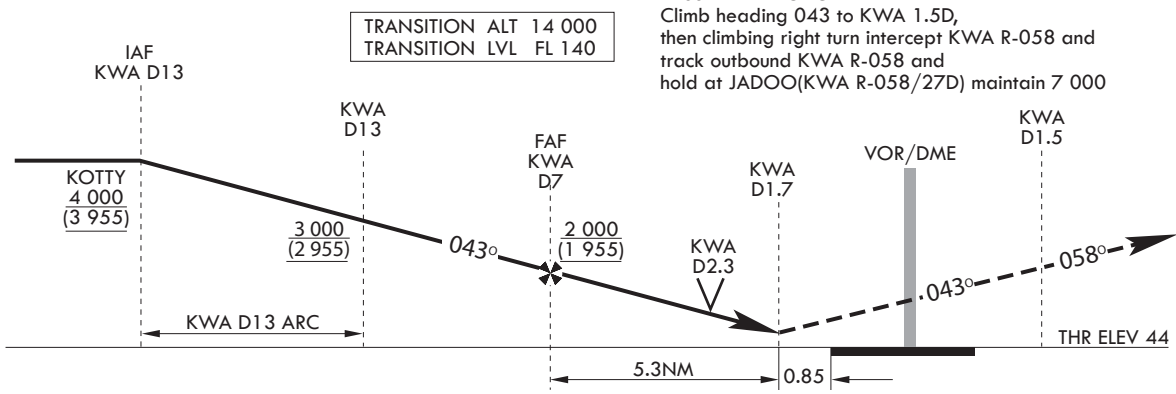 TRANSITION ALT 14 000
TRANSITION LVL FL 140
Climb heading 043 to KWA 1.5D,
then climbing right turn intercept KWA R-058 and
track outbound KWA R-058 and
hold at JADOO(KWA R-058/27D) maintain 7 000
IAF
KWA D13
KWA
D13
FAF
KWA
D7
KWA
D1.7
VOR/DME
KWA
D1.5
KOTTY
4 000
(3 955)
3 000
(2 955)
043°
2 000
(1 955)
KWA
D2.3
043°
058°
KWA D13 ARC
THR ELEV 44
5.3NM
0.85